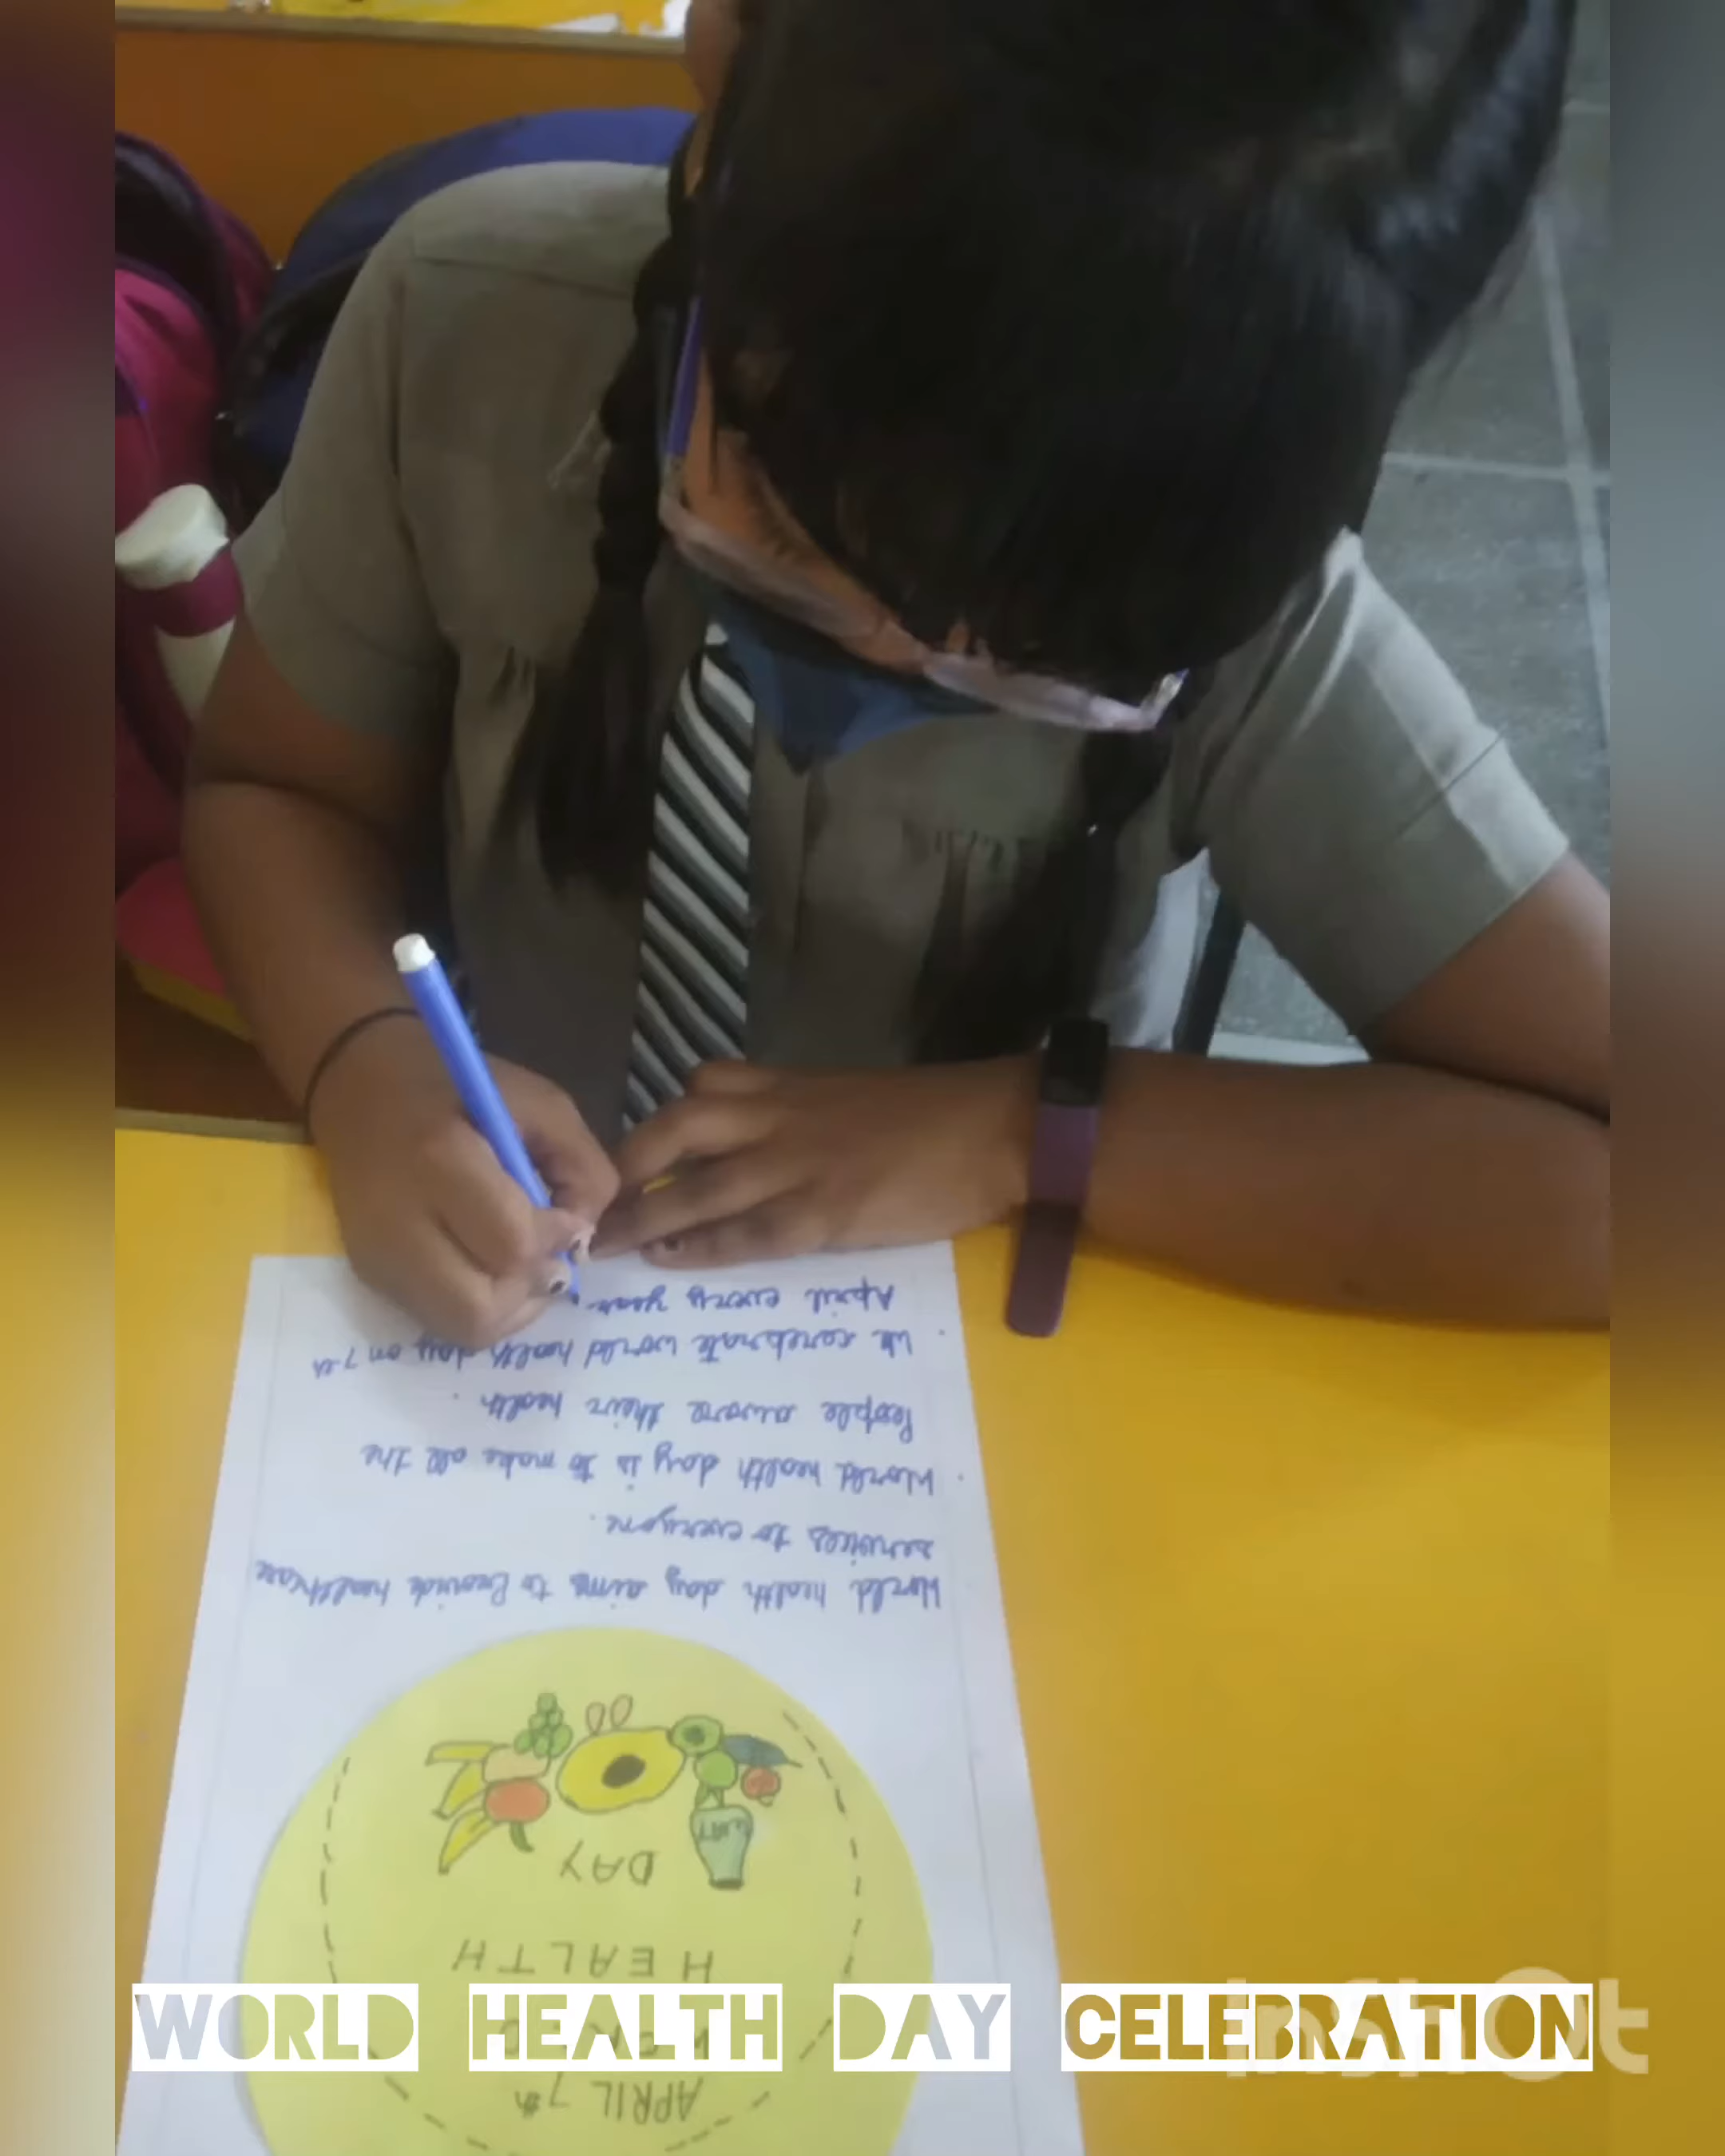 APRIL 7th
WORLD
HEALTH
DAY
World health day aims to Provide healthcare
services to everyone.
. World health day is to make all the
People aware their health.
. We celebrate world health day on 7th
April every year.
WORLD HEALTH DAY CELEBRATION
InShOt